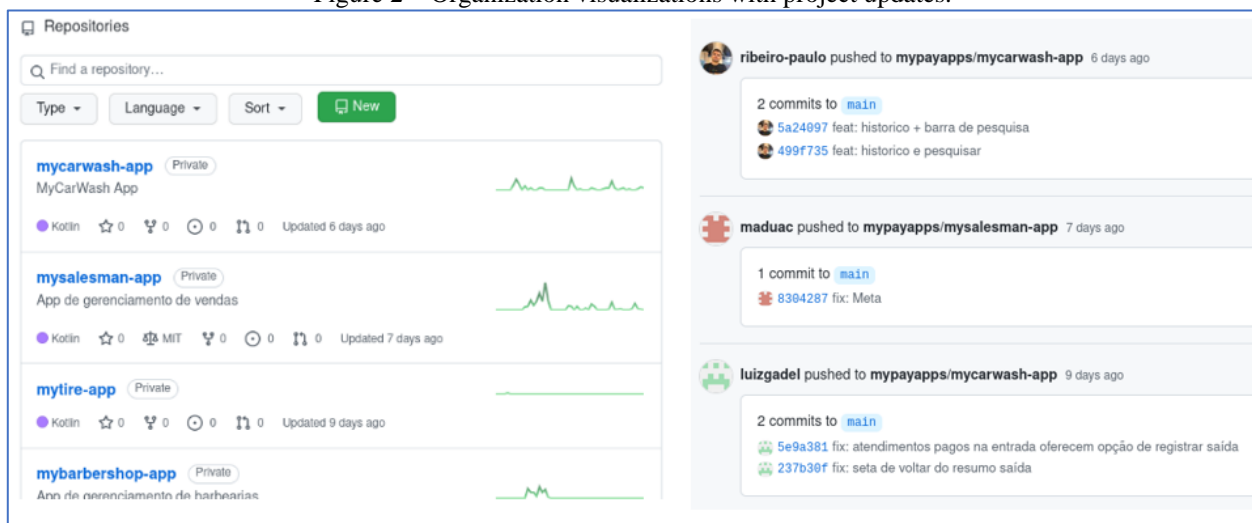 Figure 2 – Organization visualizations with project updates.
Repositories
Find a repository...
Type Language Sort New
mycarwash-app Private
MyCarWash App
Kotlin 0 0 0 0 Updated 6 days ago
mysalesman-app Private
App de gerenciamento de vendas
Kotlin 0 MIT 0 0 0 Updated 7 days ago
mytire-app Private
Kotlin 0 0 0 0 Updated 9 days ago
mybarbershop-app Private
App de gerenciamento de barbearias
ribeiro-paulo pushed to mypayapps/mycarwash-app 6 days ago
2 commits to main
5a24097 feat: historico + barra de pesquisa
499f735 feat: historico e pesquisar
maduac pushed to mypayapps/mysalesman-app 7 days ago
1 commit to main
8304287 fix: Meta
luizgadel pushed to mypayapps/mycarwash-app 9 days ago
2 commits to main
5e9a381 fix: atendimentos pagos na entrada oferecem opção de registrar saída
237b30f fix: seta de voltar do resumo saída